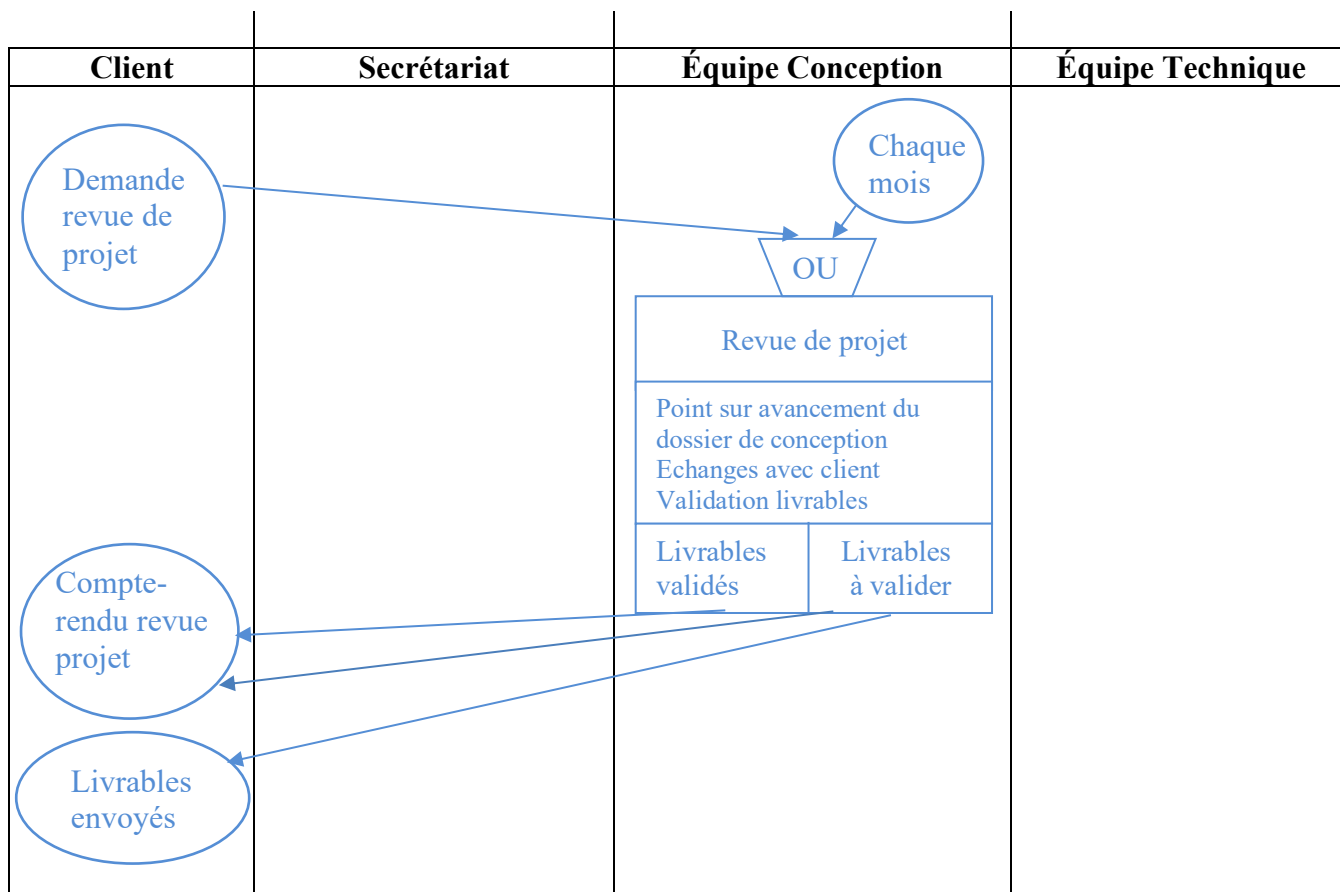 Client
Secrétariat
Équipe Conception
Équipe Technique
Chaque
mois
Demande
revue de
projet
OU
Revue de projet
Point sur avancement du
dossier de conception
Echanges avec client
Validation livrables
Livrables
validés
Livrables
à valider
Compte-
rendu revue
projet
Livrables
envoyés